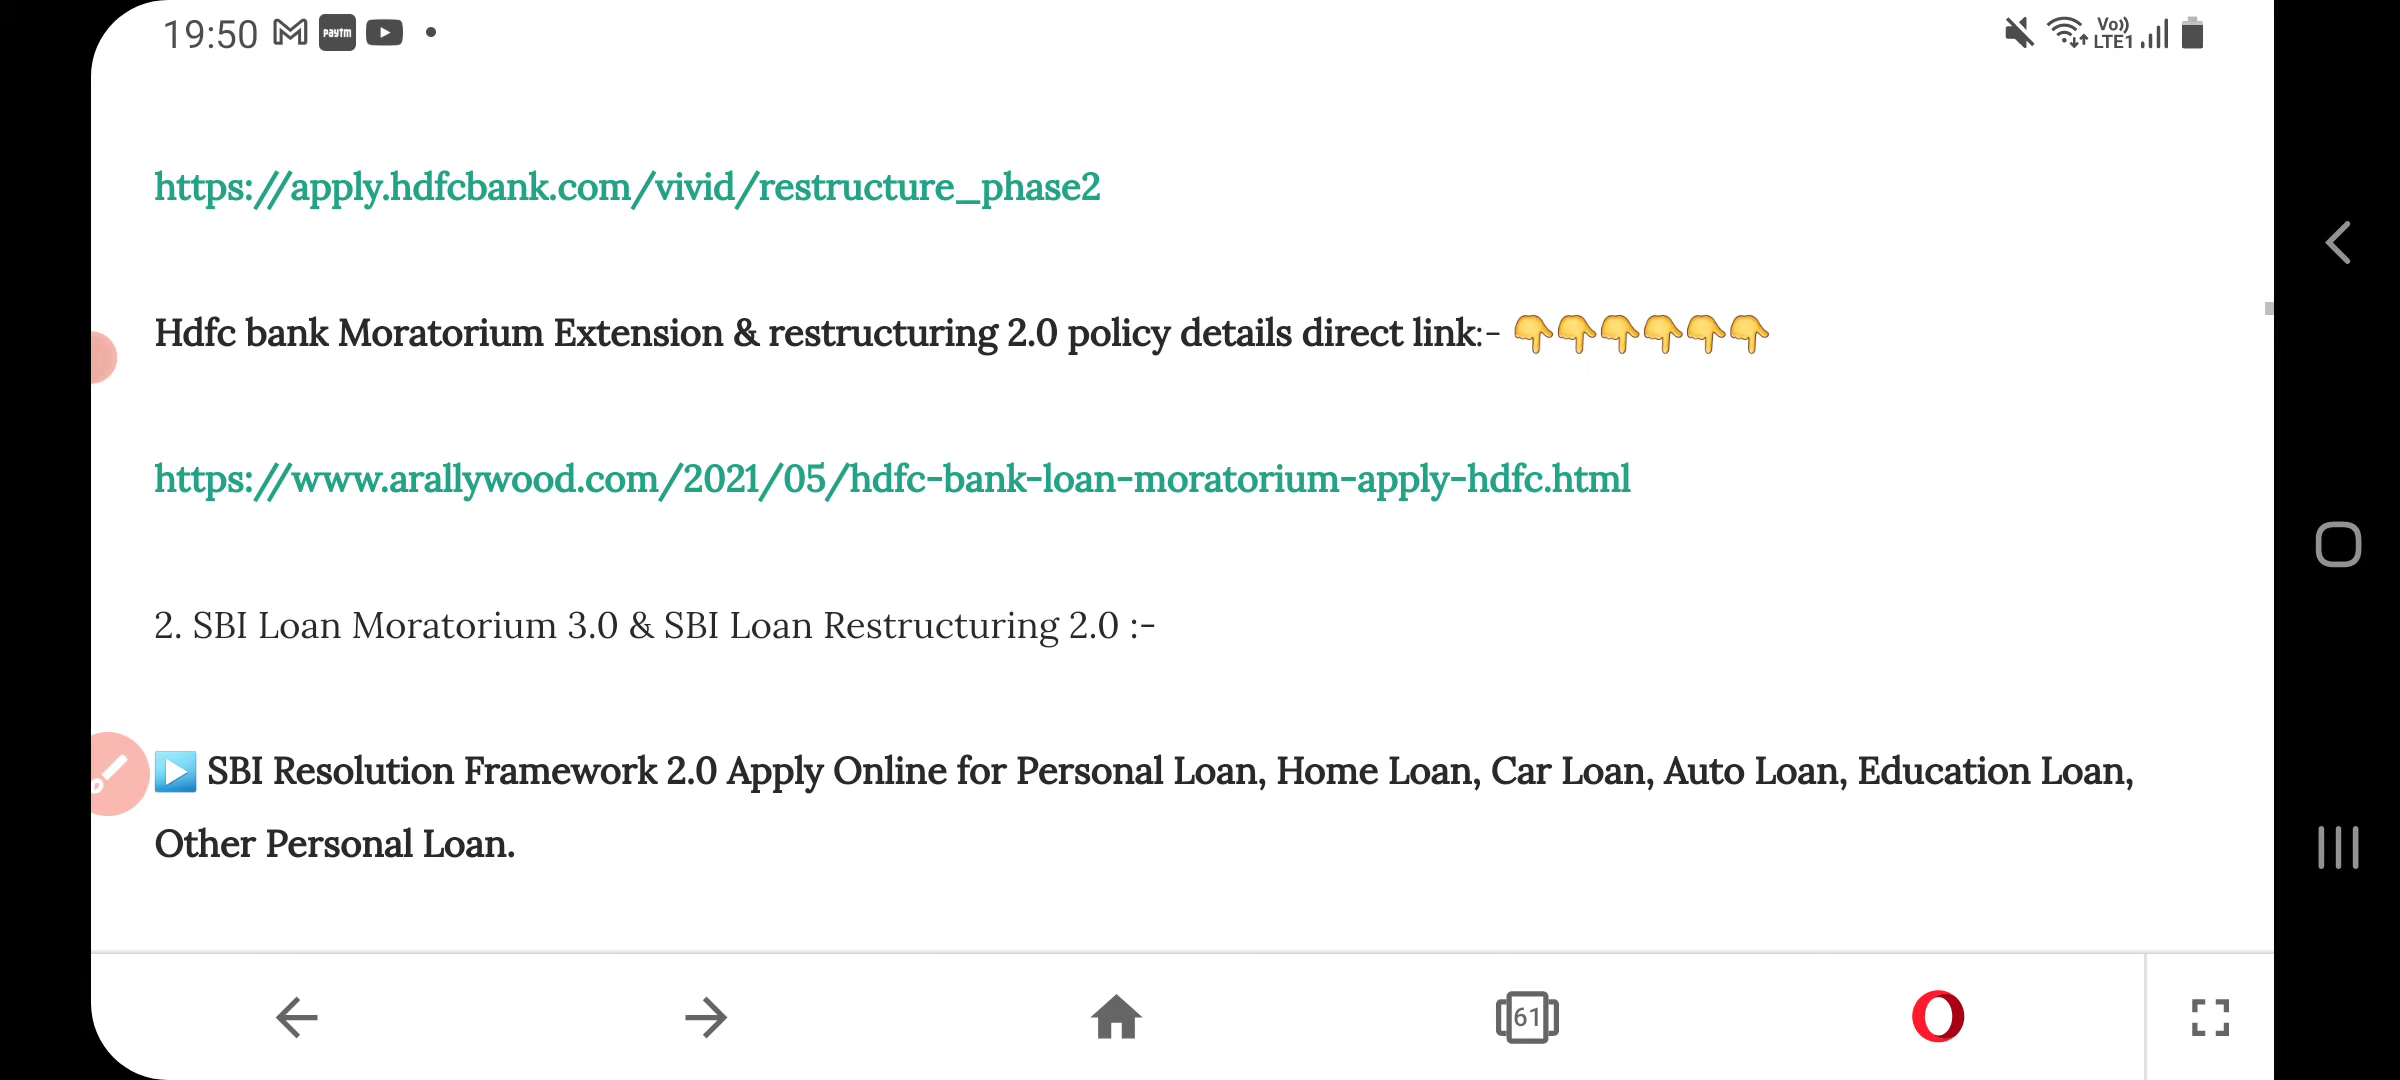 19:50 paytm Vo)) LTE1
https://apply.hdfcbank.com/vivid/restructure_phase2
Hdfc bank Moratorium Extension & restructuring 2.0 policy details direct link:- 👇👇👇👇👇👇
https://www.arallywood.com/2021/05/hdfc-bank-loan-moratorium-apply-hdfc.html
2. SBI Loan Moratorium 3.0 & SBI Loan Restructuring 2.0 :-
▶️ SBI Resolution Framework 2.0 Apply Online for Personal Loan, Home Loan, Car Loan, Auto Loan, Education Loan,
Other Personal Loan.
61